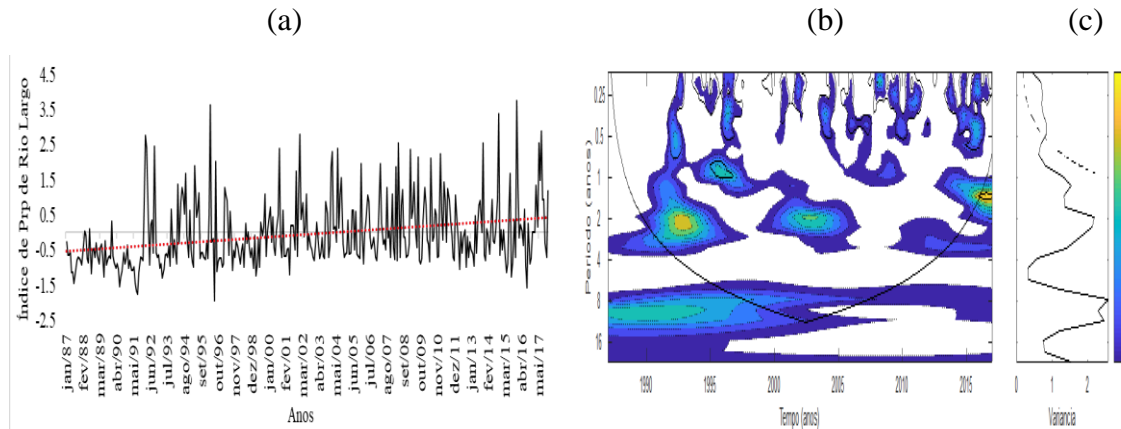 (a)
(b)
(c)
Índice de Prp de Rio Largo
4.5
3.5
2.5
1.5
0.5
-0.5
-1.5
-2.5
jan/87
fev/88
mar/89
abr/90
mai/91
jun/92
jul/93
ago/94
set/95
out/96
nov/97
dez/98
jan/00
fev/01
mar/02
abr/03
mai/04
jun/05
jul/06
ago/07
set/08
out/09
nov/10
dez/11
jan/13
fev/14
mar/15
abr/16
mai/17
Anos
Periodo (anos)
0.25
0.5
1
2
4
8
16
1990
1995
2000
2005
2010
2015
Tempo (anos)
0
1
2
Variancia